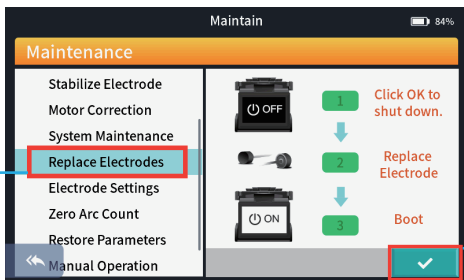 Maintain
84%
Maintenance
Stabilize Electrode
Motor Correction
System Maintenance
Replace Electrodes
Electrode Settings
Zero Arc Count
Restore Parameters
Manual Operation
OFF
1
Click OK to
shut down.
2
Replace
Electrode
ON
3
Boot